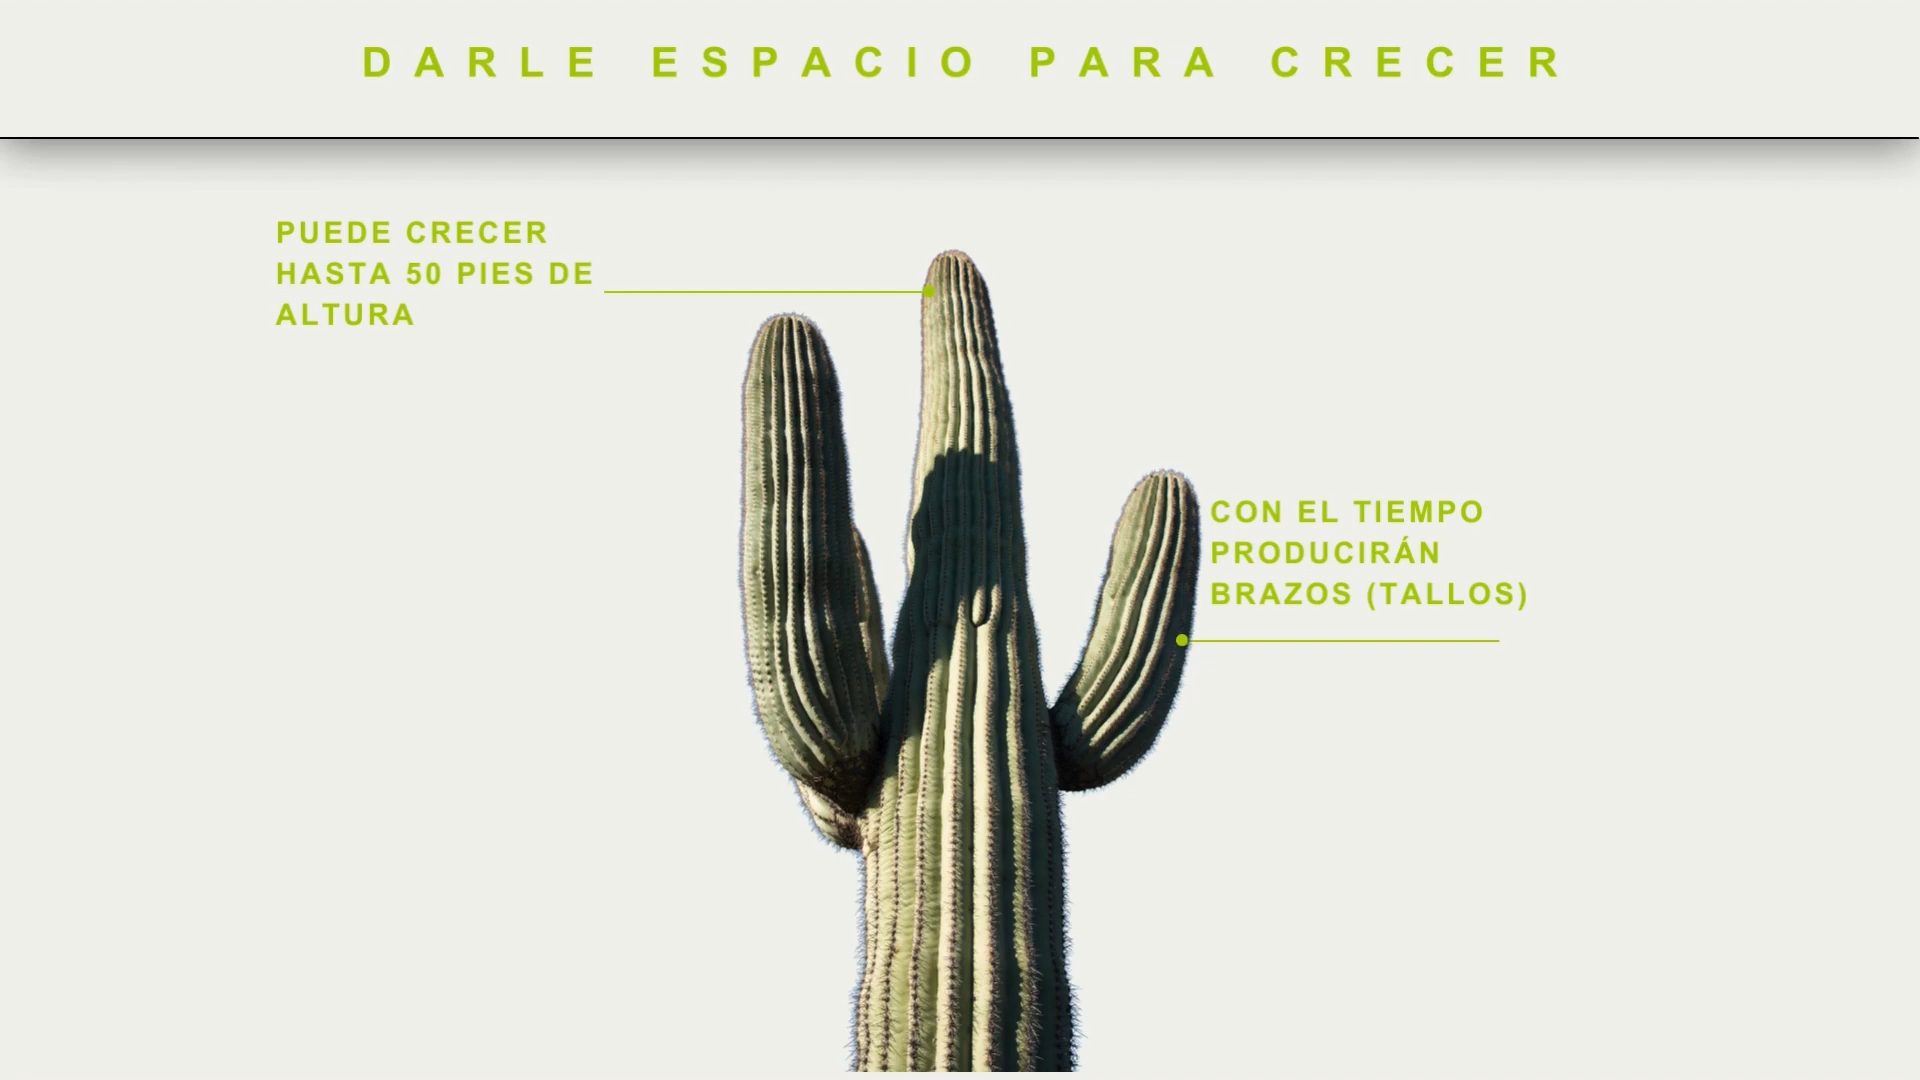 DARLE ESPACIO PARA CRECER
PUEDE CRECER
HASTA 50 PIES DE
ALTURA
CON EL TIEMPO
PRODUCIRÁN
BRAZOS (TALLOS)